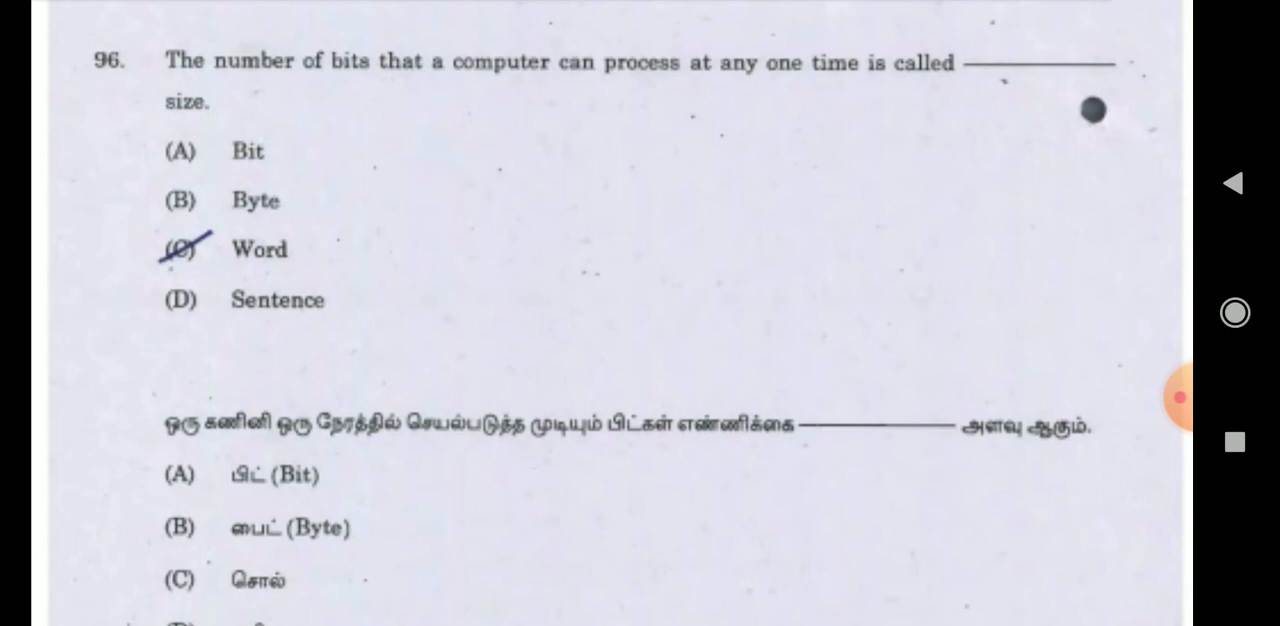 96. The number of bits that a computer can process at any one time is called ————
size.
(A) Bit
(B) Byte
(C) Word
(D) Sentence
ஒரு கணினி ஒரு நேரத்தில் செயல்படுத்த முடியும் பிட்கள் எண்ணிக்கை ———— அளவு ஆகும்.
(A) பிட் (Bit)
(B) பைட் (Byte)
(C) சொல்